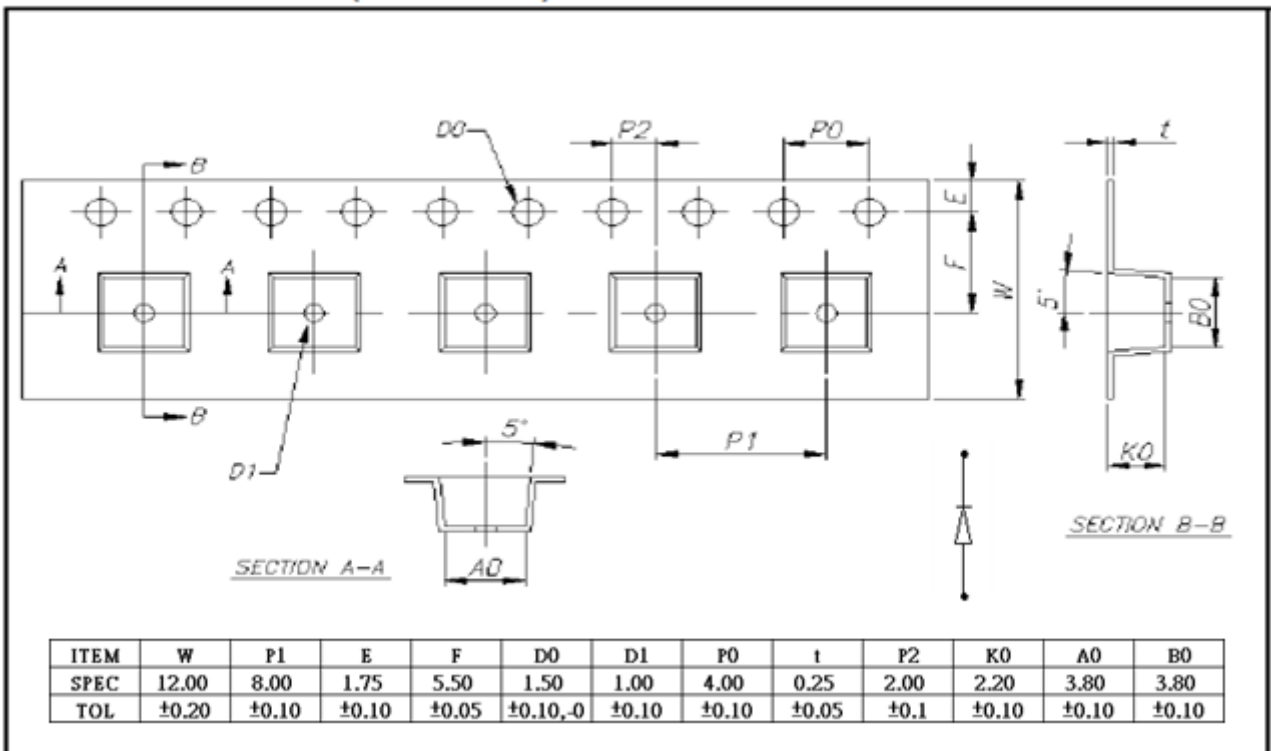 D0
P2
P0
t
B
E
F
W
A
A
5°
B0
B
D1
5°
P1
K0
SECTION A-A
A0
SECTION B-B
ITEM W P1 E F D0 D1 P0 t P2 K0 A0 B0
SPEC 12.00 8.00 1.75 5.50 1.50 1.00 4.00 0.25 2.00 2.20 3.80 3.80
TOL ±0.20 ±0.10 ±0.10 ±0.05 ±0.10,-0 ±0.10 ±0.10 ±0.05 ±0.1 ±0.10 ±0.10 ±0.10